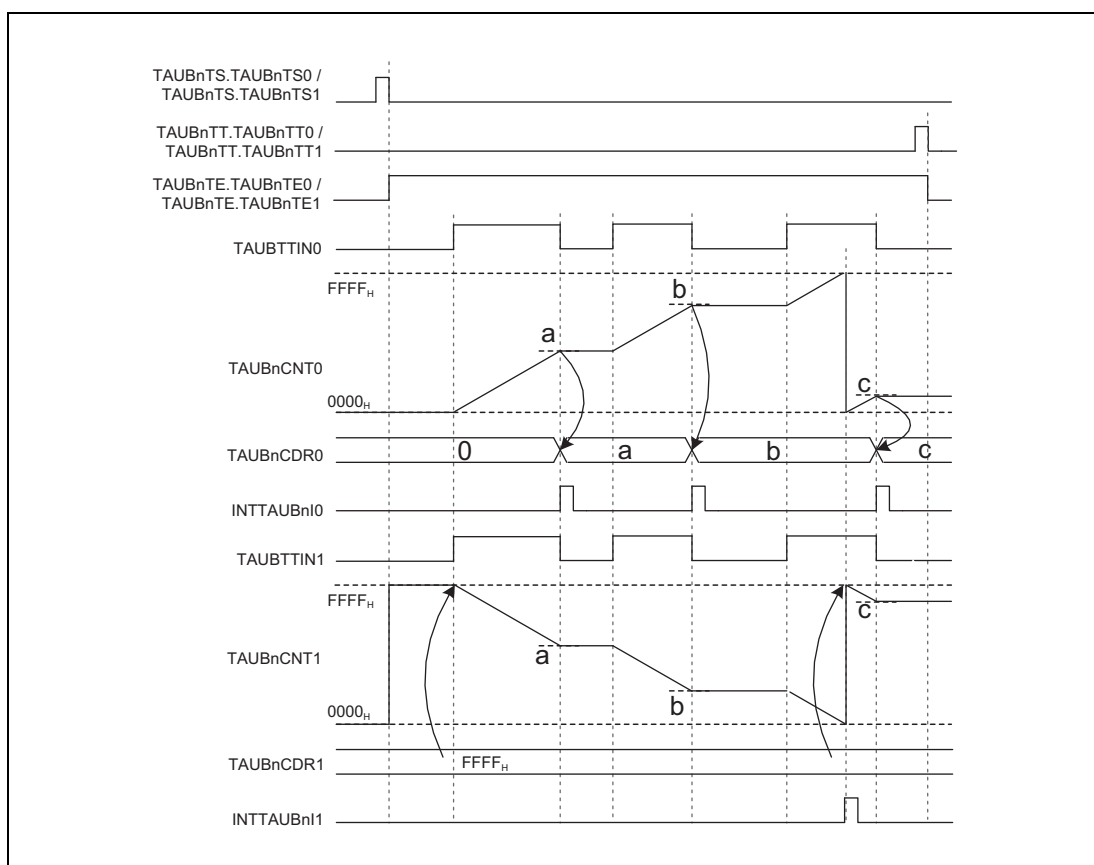 TAUBnTS.TAUBnTS0 /
TAUBnTS.TAUBnTS1
TAUBnTT.TAUBnTT0 /
TAUBnTT.TAUBnTT1
TAUBnTE.TAUBnTE0 /
TAUBnTE.TAUBnTE1
TAUBTTIN0
FFFFH
b
a
TAUBnCNT0
c
0000H
TAUBnCDR0
0
a
b
c
INTTAUBnI0
TAUBTTIN1
FFFFH
c
TAUBnCNT1
a
b
0000H
TAUBnCDR1
FFFFH
INTTAUBnI1